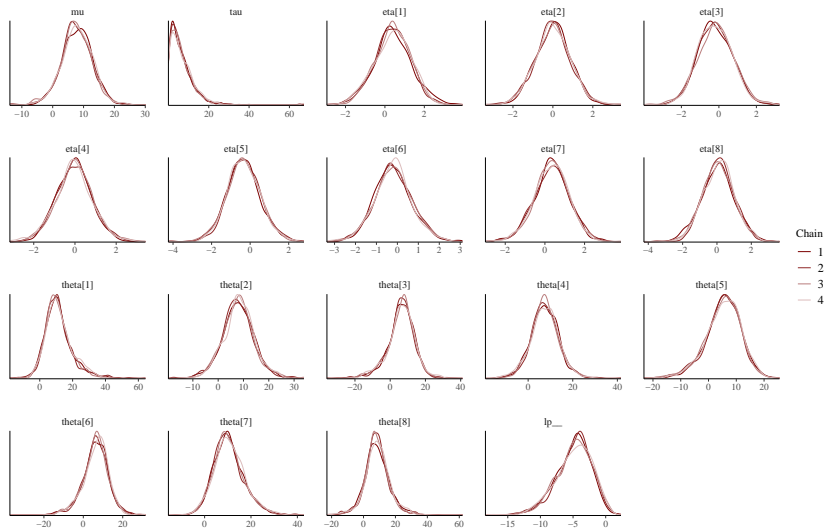 mu tau eta[1] eta[2] eta[3]
−10 0 10 20 30 0 20 40 60 −2 0 2 −2 0 2 −2 0 2
eta[4] eta[5] eta[6] eta[7] eta[8]
−2 0 2 −4 −2 0 2 −3 −2 −1 0 1 2 3 −2 0 2 −4 −2 0 2
Chain
1
2
3
4
theta[1] theta[2] theta[3] theta[4] theta[5]
0 20 40 60 −10 0 10 20 30 −20 0 20 40 −20 0 20 40 −20 −10 0 10 20
theta[6] theta[7] theta[8] lp__
−20 0 20 0 20 40 −20 0 20 40 60 −15 −10 −5 0